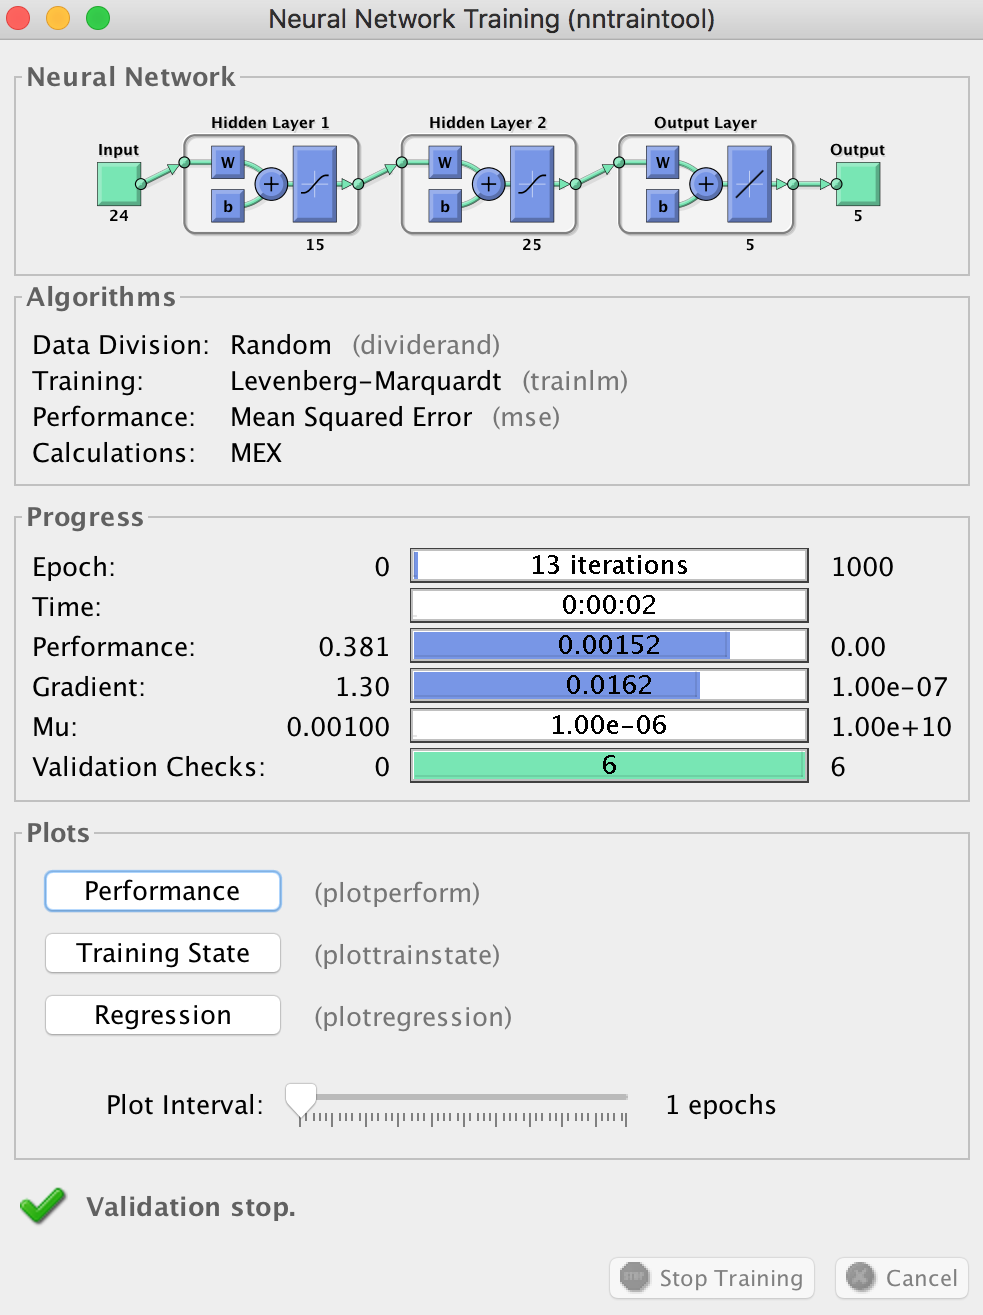 Neural Network Training (nntraintool)
Neural Network
Hidden Layer 1 Hidden Layer 2 Output Layer
Input Output
W W W
b b b
24 5
15 25 5
Algorithms
Data Division: Random (dividerand)
Training: Levenberg-Marquardt (trainlm)
Performance: Mean Squared Error (mse)
Calculations: MEX
Progress
Epoch: 0 13 iterations 1000
Time: 0:00:02
Performance: 0.381 0.00152 0.00
Gradient: 1.30 0.0162 1.00e-07
Mu: 0.00100 1.00e-06 1.00e+10
Validation Checks: 0 6 6
Plots
Performance (plotperform)
Training State (plottrainstate)
Regression (plotregression)
Plot Interval: 1 epochs
Validation stop.
STOP Stop Training Cancel